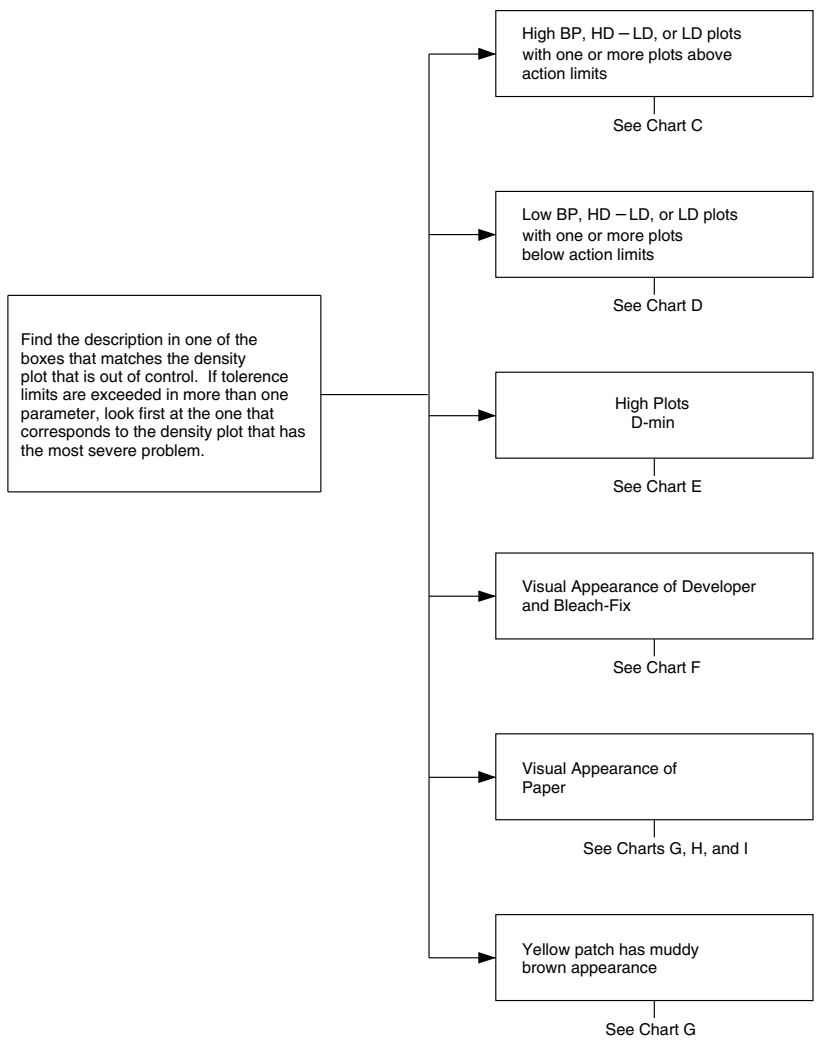 High BP, HD – LD, or LD plots
with one or more plots above
action limits
See Chart C
Low BP, HD – LD, or LD plots
with one or more plots
below action limits
See Chart D
Find the description in one of the
boxes that matches the density
plot that is out of control.  If tolerence
limits are exceeded in more than one
parameter, look first at the one that
corresponds to the density plot that has
the most severe problem.
High Plots
D-min
See Chart E
Visual Appearance of Developer
and Bleach-Fix
See Chart F
Visual Appearance of
Paper
See Charts G, H, and I
Yellow patch has muddy
brown appearance
See Chart G